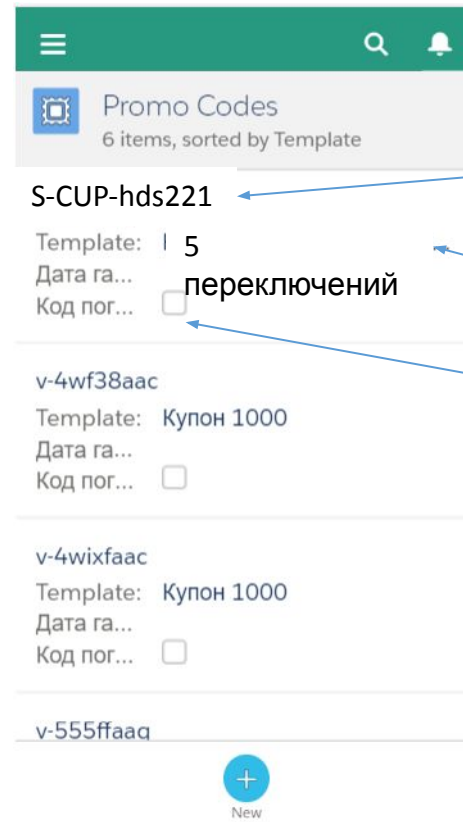 Promo Codes
6 items, sorted by Template
S-CUP-hds221
Template: 5
Дата га...
переключений
Код пог...
v-4wf38aac
Template: Купон 1000
Дата га...
Код пог...
v-4wixfaac
Template: Купон 1000
Дата га...
Код пог...
v-555ffaaq
New